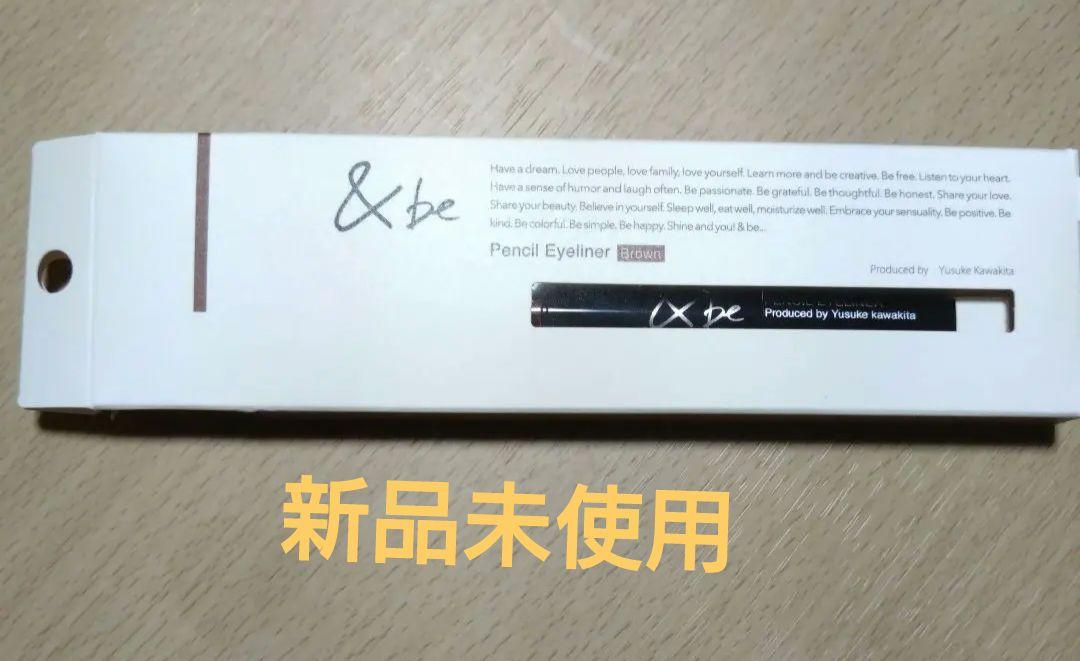 &be
Have a dream. Love people, love family, love yourself. Learn more and be creative. Be free. Listen to your heart.
Have a sense of humor and laugh often. Be passionate. Be grateful. Be thoughtful. Be honest. Share your love.
Share your beauty. Believe in yourself. Sleep well, eat well, moisturize well. Embrace your sensuality. Be positive. Be
kind. Be colorful. Be simple. Be happy. Shine and you! & be...
Pencil Eyeliner Brown
Produced by Yusuke Kawakita
& be
PENCIL EYELINER
Produced by Yusuke kawakita
新品未使用